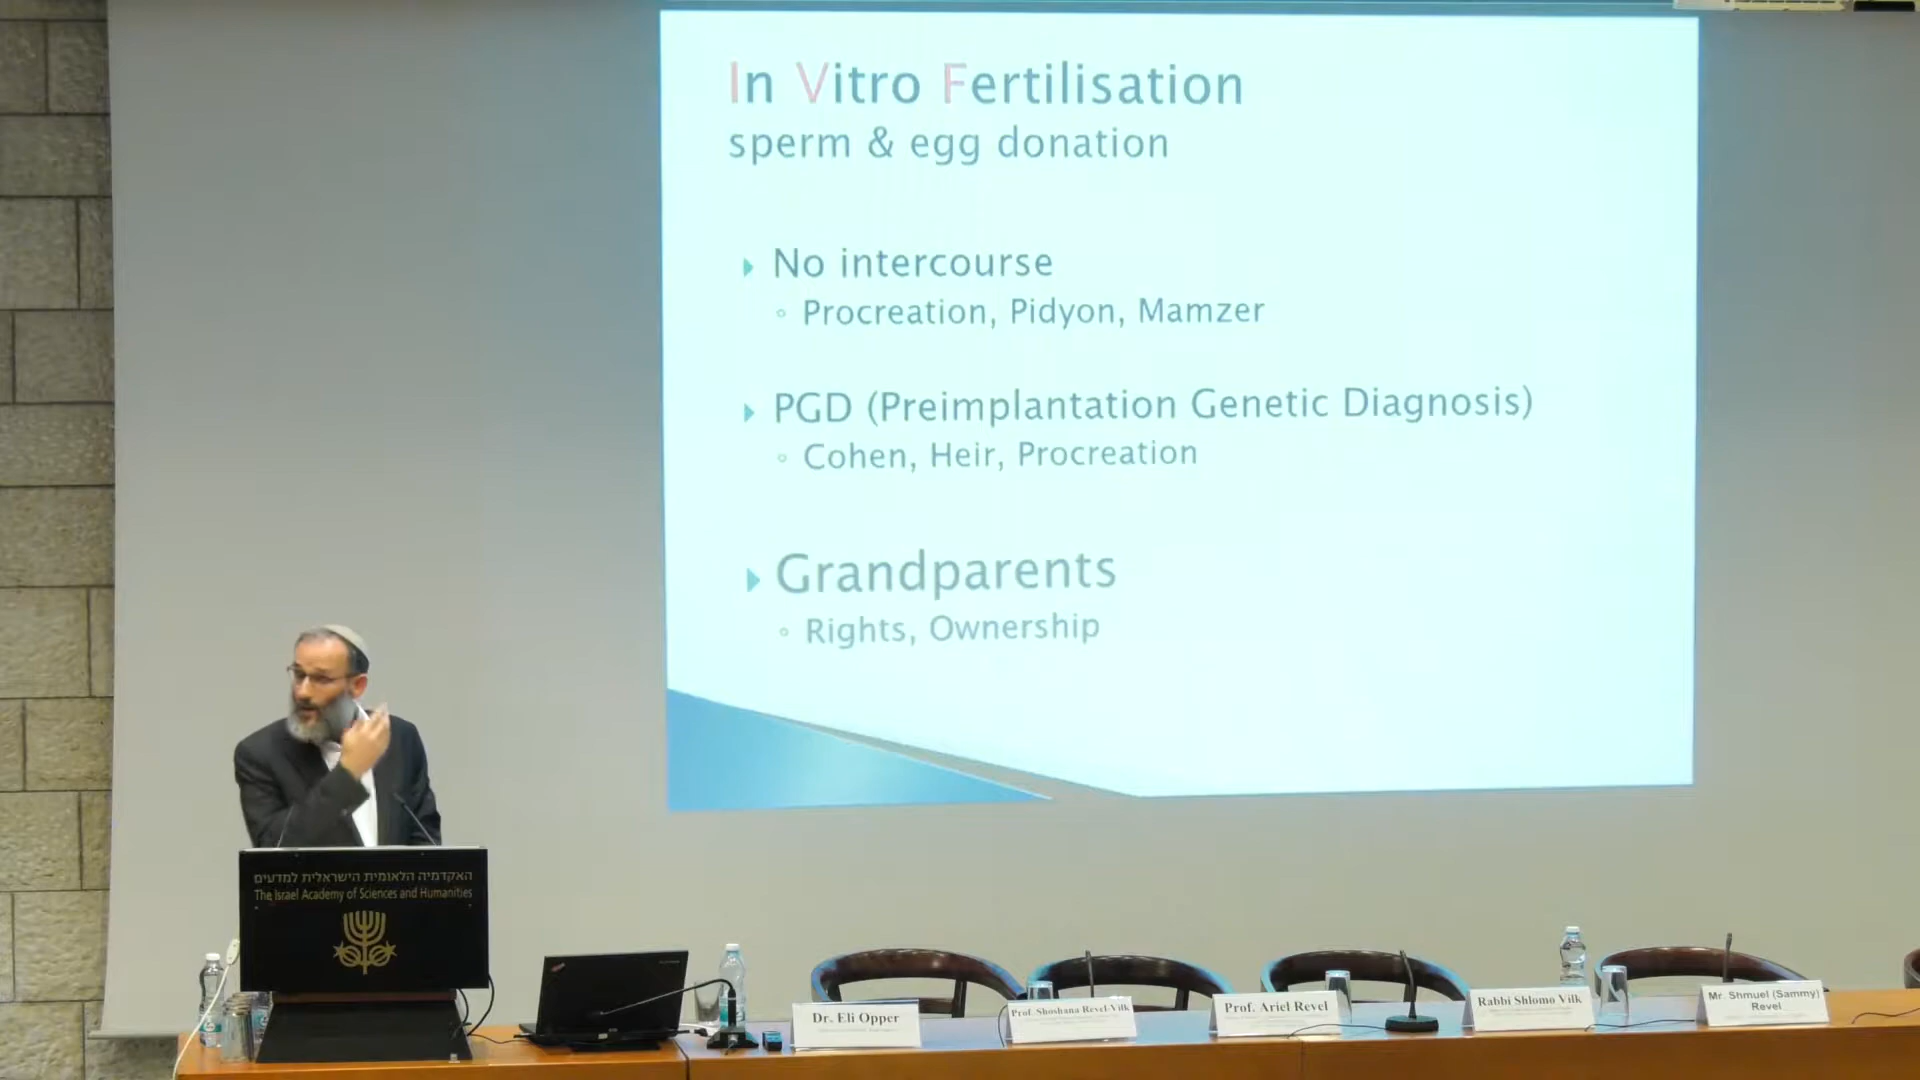 In Vitro Fertilisation
sperm & egg donation
No intercourse
Procreation, Pidyon, Mamzer
PGD (Preimplantation Genetic Diagnosis)
Cohen, Heir, Procreation
Grandparents
Rights, Ownership
האקדמיה הלאומית הישראלית למדעים
The Israel Academy of Sciences and Humanities
Dr. Eli Opper
Prof. Shoshana Revel-Vilk
Prof. Ariel Revel
Rabbi Shlomo Vilk
Mr. Shmuel (Sammy)
Revel